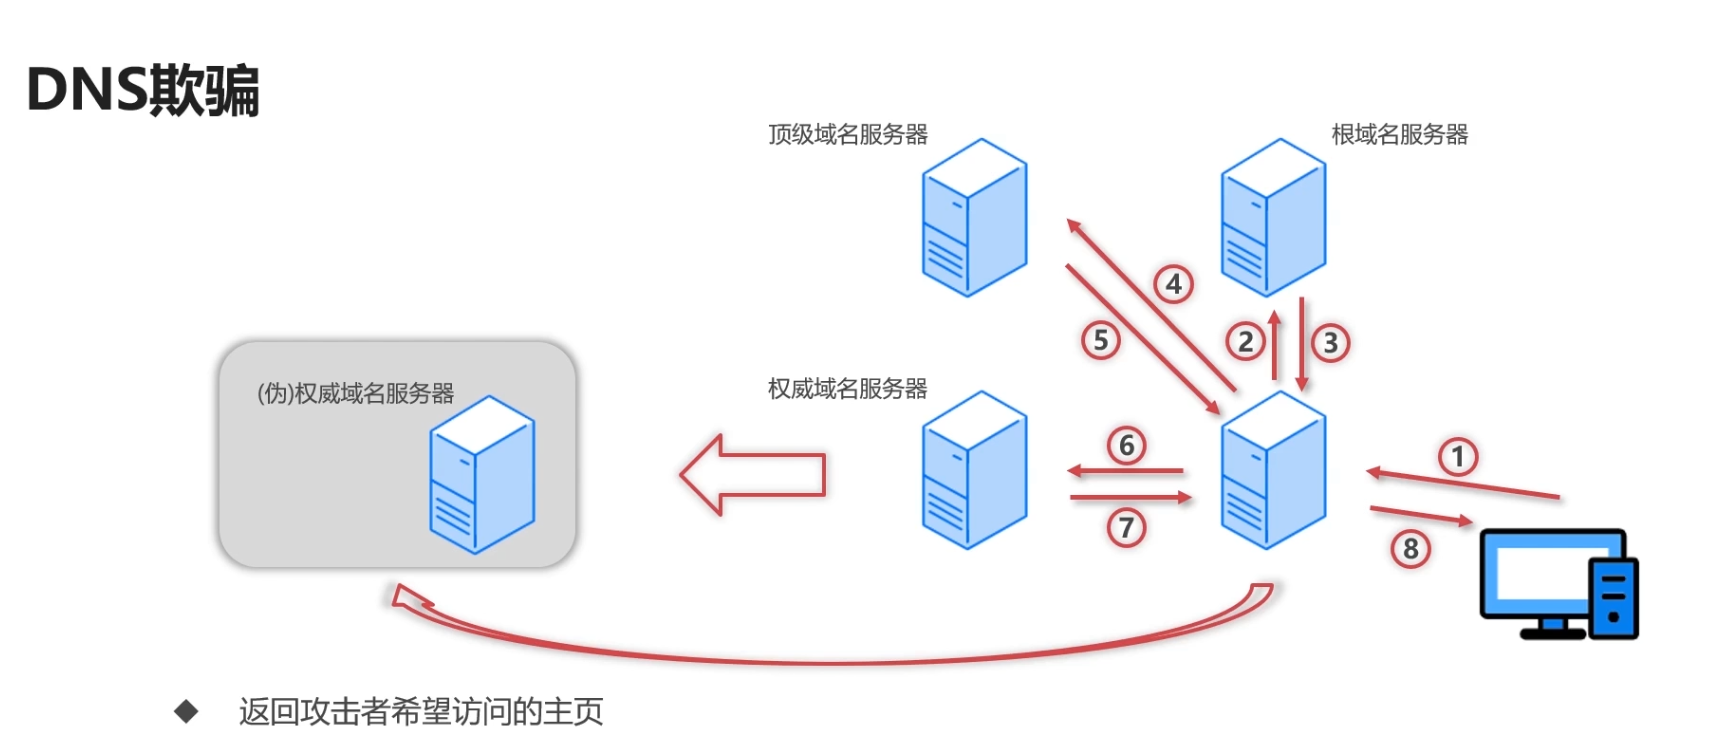 DNS欺骗
顶级域名服务器
根域名服务器
④
⑤
②
③
(伪)权威域名服务器
权威域名服务器
⑥
①
⑦
⑧
◆ 返回攻击者希望访问的主页